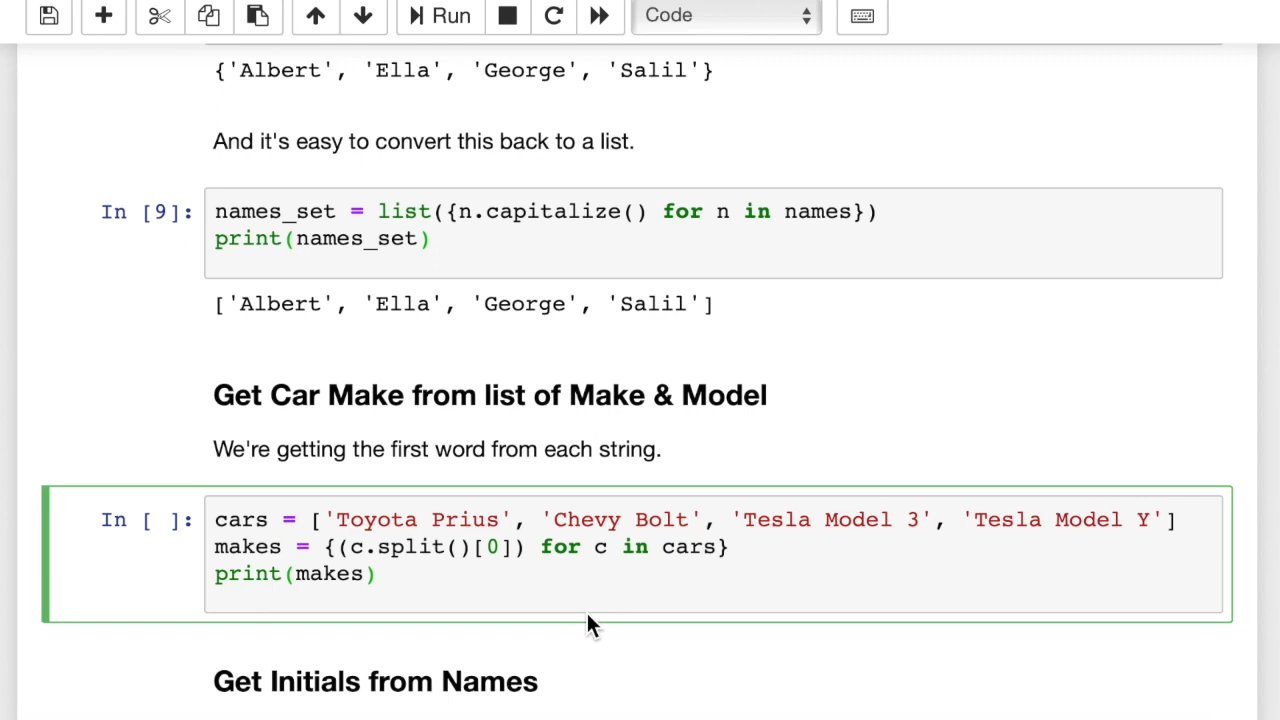 Run Code
{'Albert', 'Ella', 'George', 'Salil'}
And it's easy to convert this back to a list.
In [9]: names_set = list({n.capitalize() for n in names})
print(names_set)
['Albert', 'Ella', 'George', 'Salil']
Get Car Make from list of Make & Model
We're getting the first word from each string.
In [ ]: cars = ['Toyota Prius', 'Chevy Bolt', 'Tesla Model 3', 'Tesla Model Y']
makes = {(c.split()[0]) for c in cars}
print(makes)
Get Initials from Names